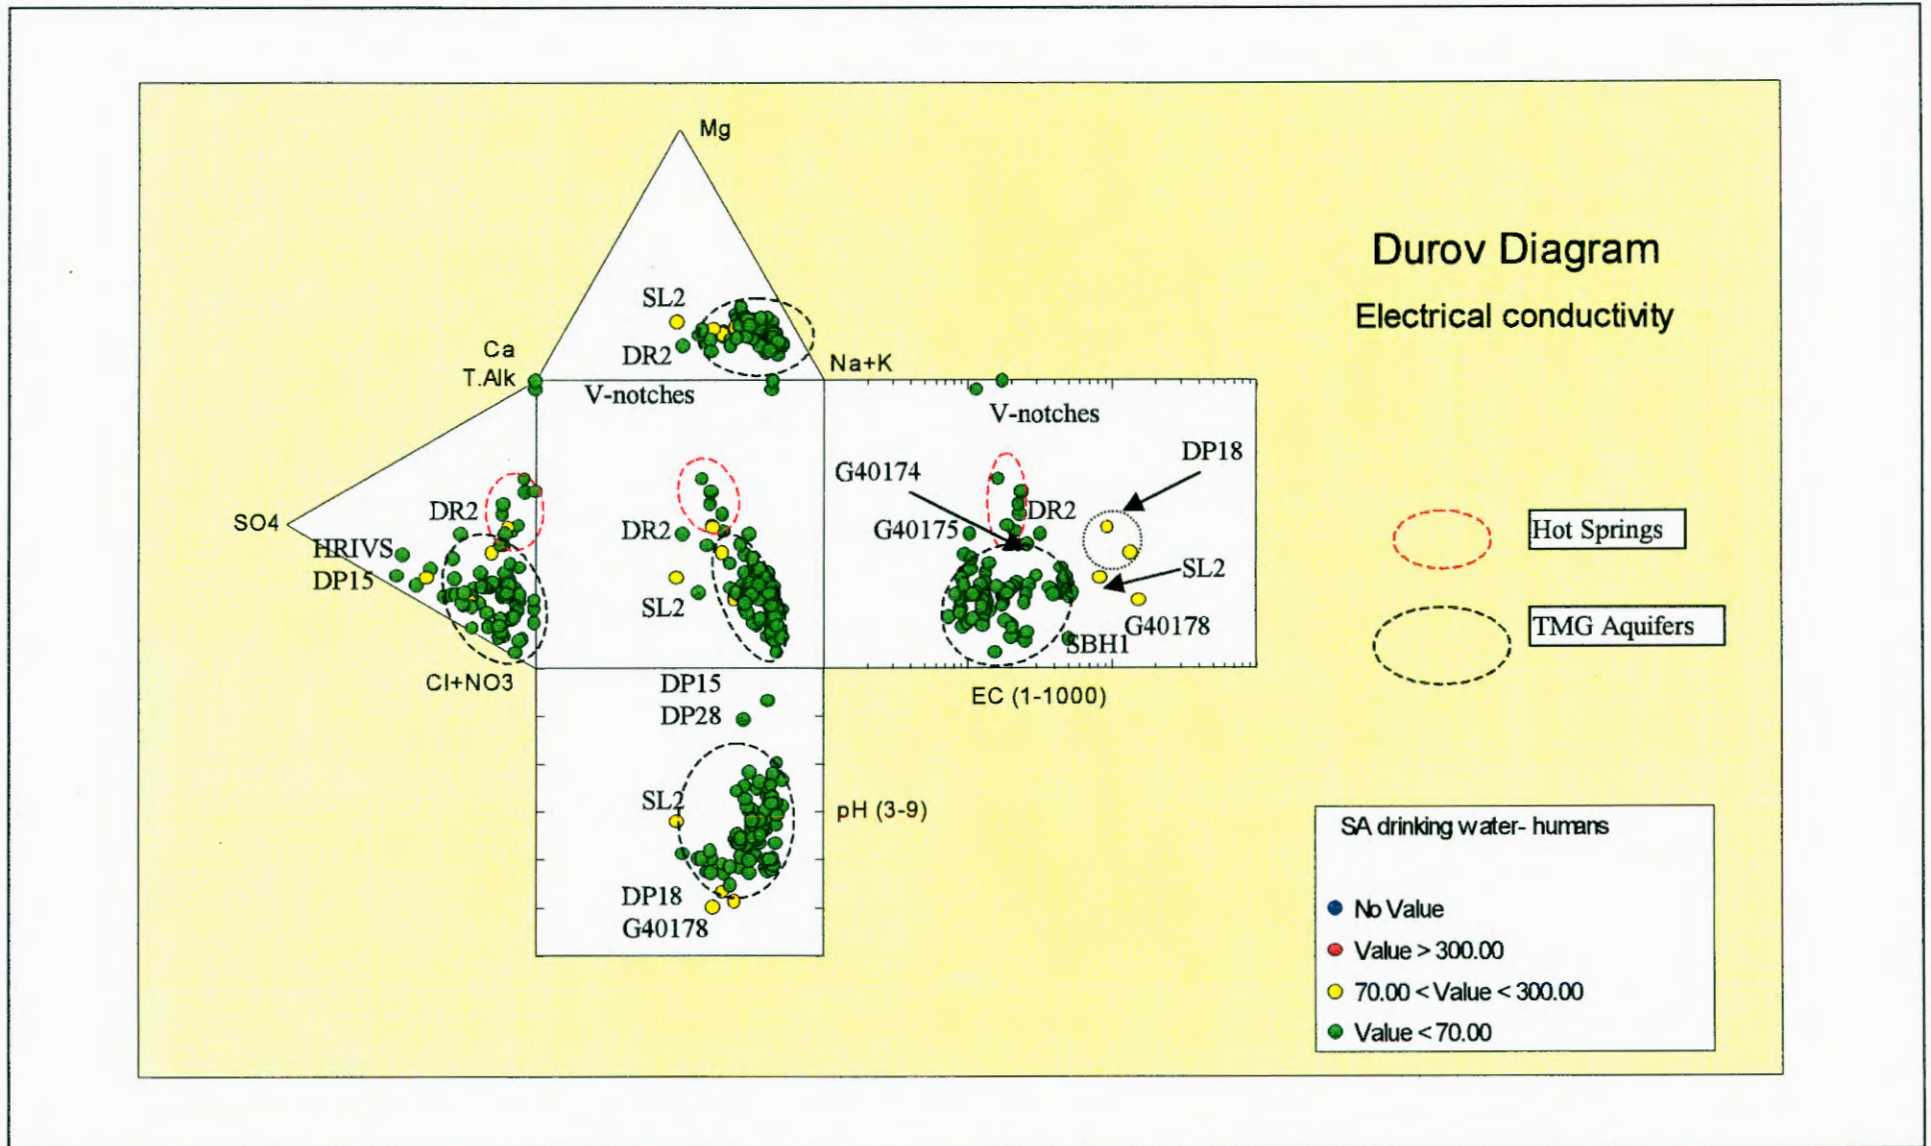 Mg
Durov Diagram
Electrical conductivity
SL2
DR2
Ca
T.Alk
Na+K
V-notches
V-notches
DP18
G40174
DR2
DR2
DR2
G40175
SO4
HRIVS
DP15
SL2
SL2
G40178
SBH1
Cl+NO3
EC (1-1000)
DP15
DP28
SL2
pH (3-9)
DP18
G40178
Hot Springs
TMG Aquifers
SA drinking water- humans
No Value
Value > 300.00
70.00 < Value < 300.00
Value < 70.00